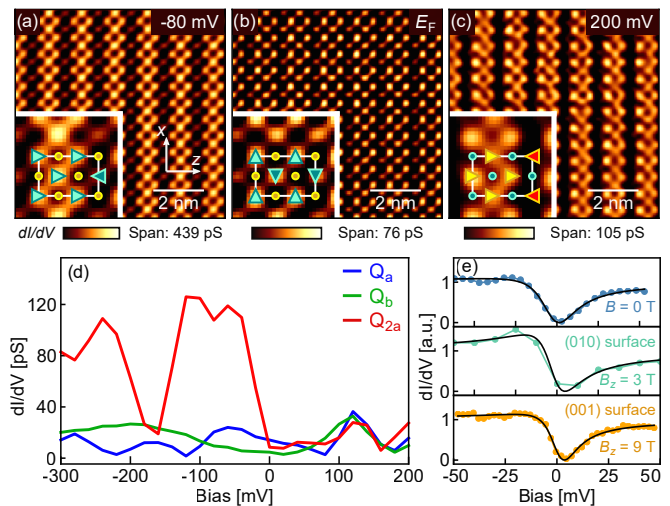 (a) -80 mV
(b) E_F
(c) 200 mV
x
z
2 nm
2 nm
2 nm
dI/dV Span: 439 pS
Span: 76 pS
Span: 105 pS
(d)
Q_a
Q_b
Q_2a
dI/dV [pS]
120
80
40
0
-300 -200 -100 0 100 200
Bias [mV]
(e)
dI/dV [a.u.]
1
0
B = 0 T
1
0
(010) surface
B_z = 3 T
1
0
(001) surface
B_z = 9 T
-50 -25 0 25 50
Bias [mV]